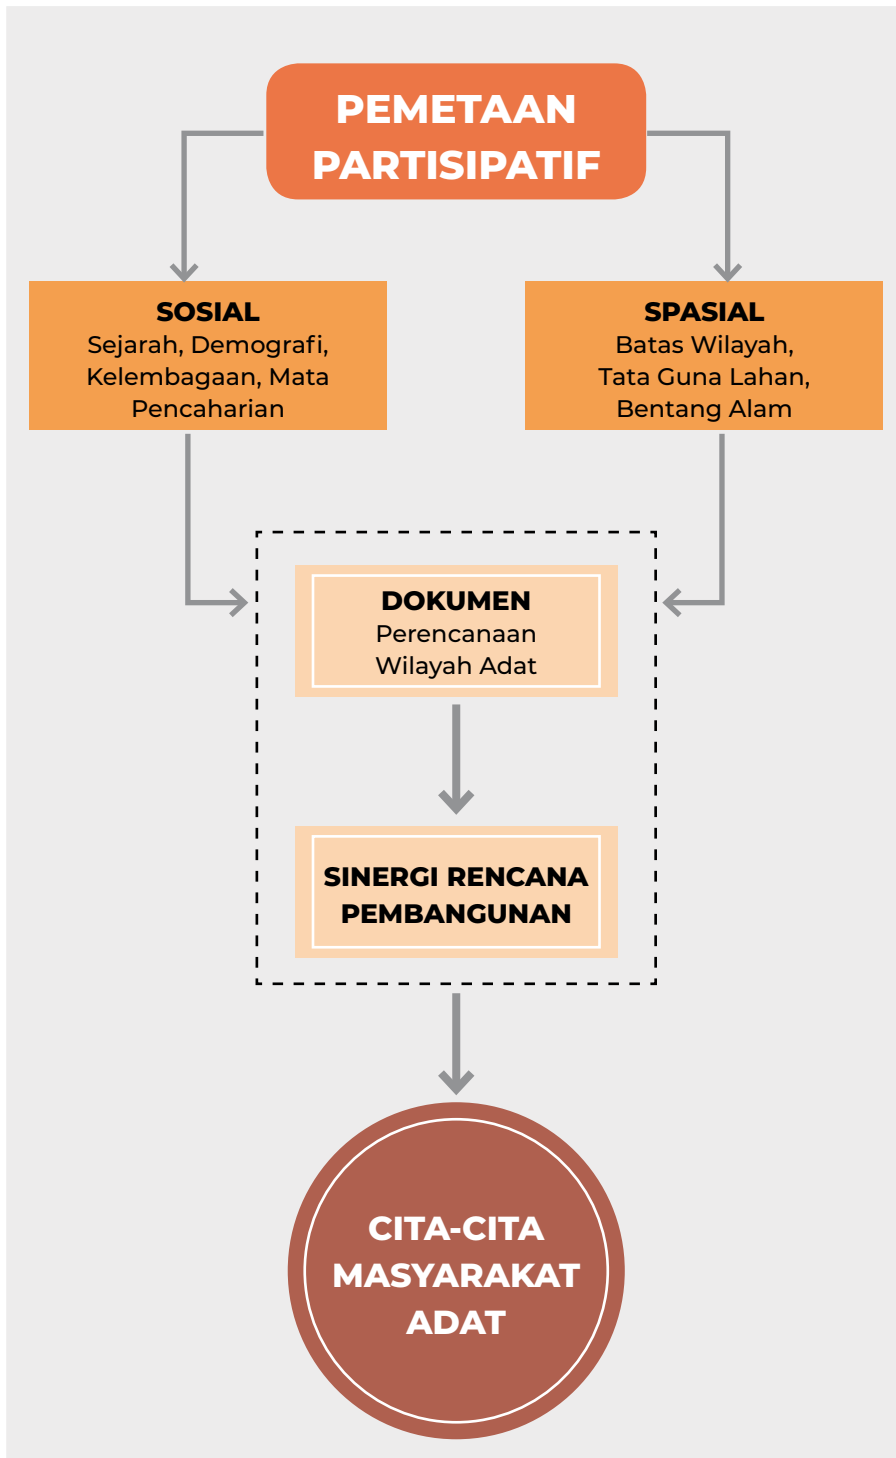 PEMETAAN
PARTISIPATIF
SOSIAL
Sejarah, Demografi,
Kelembagaan, Mata
Pencaharian
SPASIAL
Batas Wilayah,
Tata Guna Lahan,
Bentang Alam
DOKUMEN
Perencanaan
Wilayah Adat
SINERGI RENCANA
PEMBANGUNAN
CITA-CITA
MASYARAKAT
ADAT